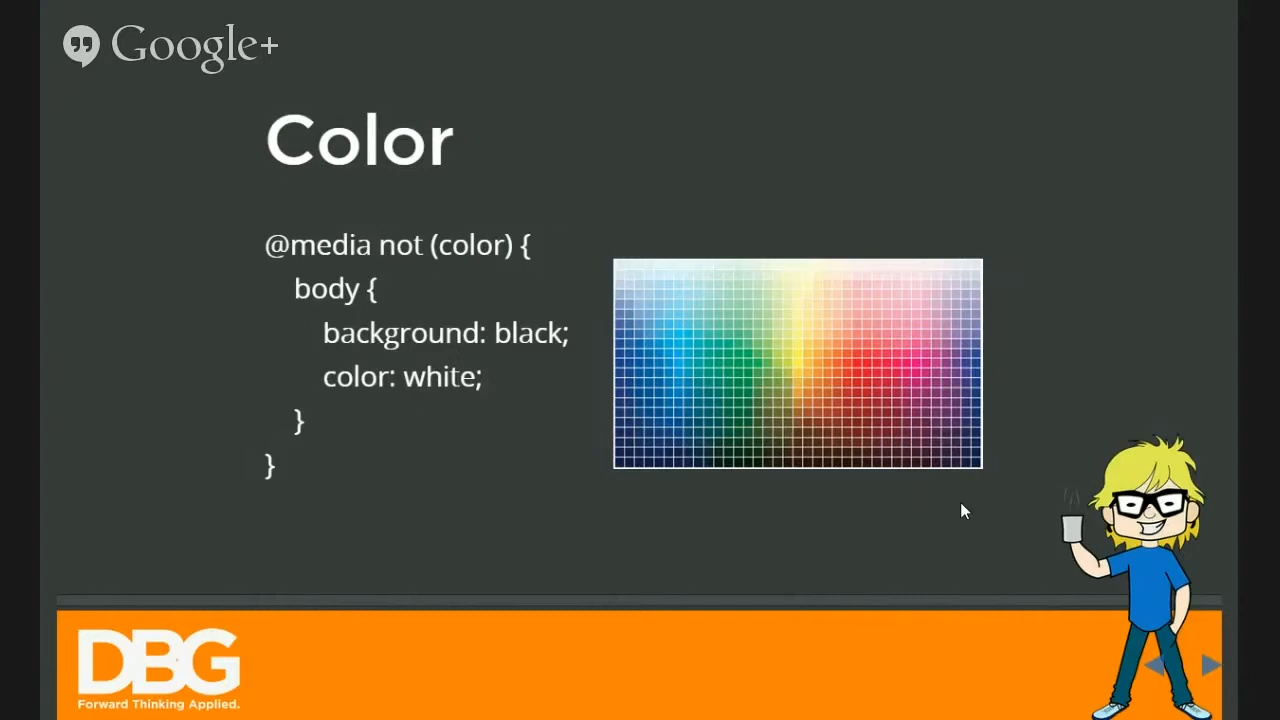 Google+
Color
@media not (color) {
body {
background: black;
color: white;
}
}
DBG
Forward Thinking Applied.